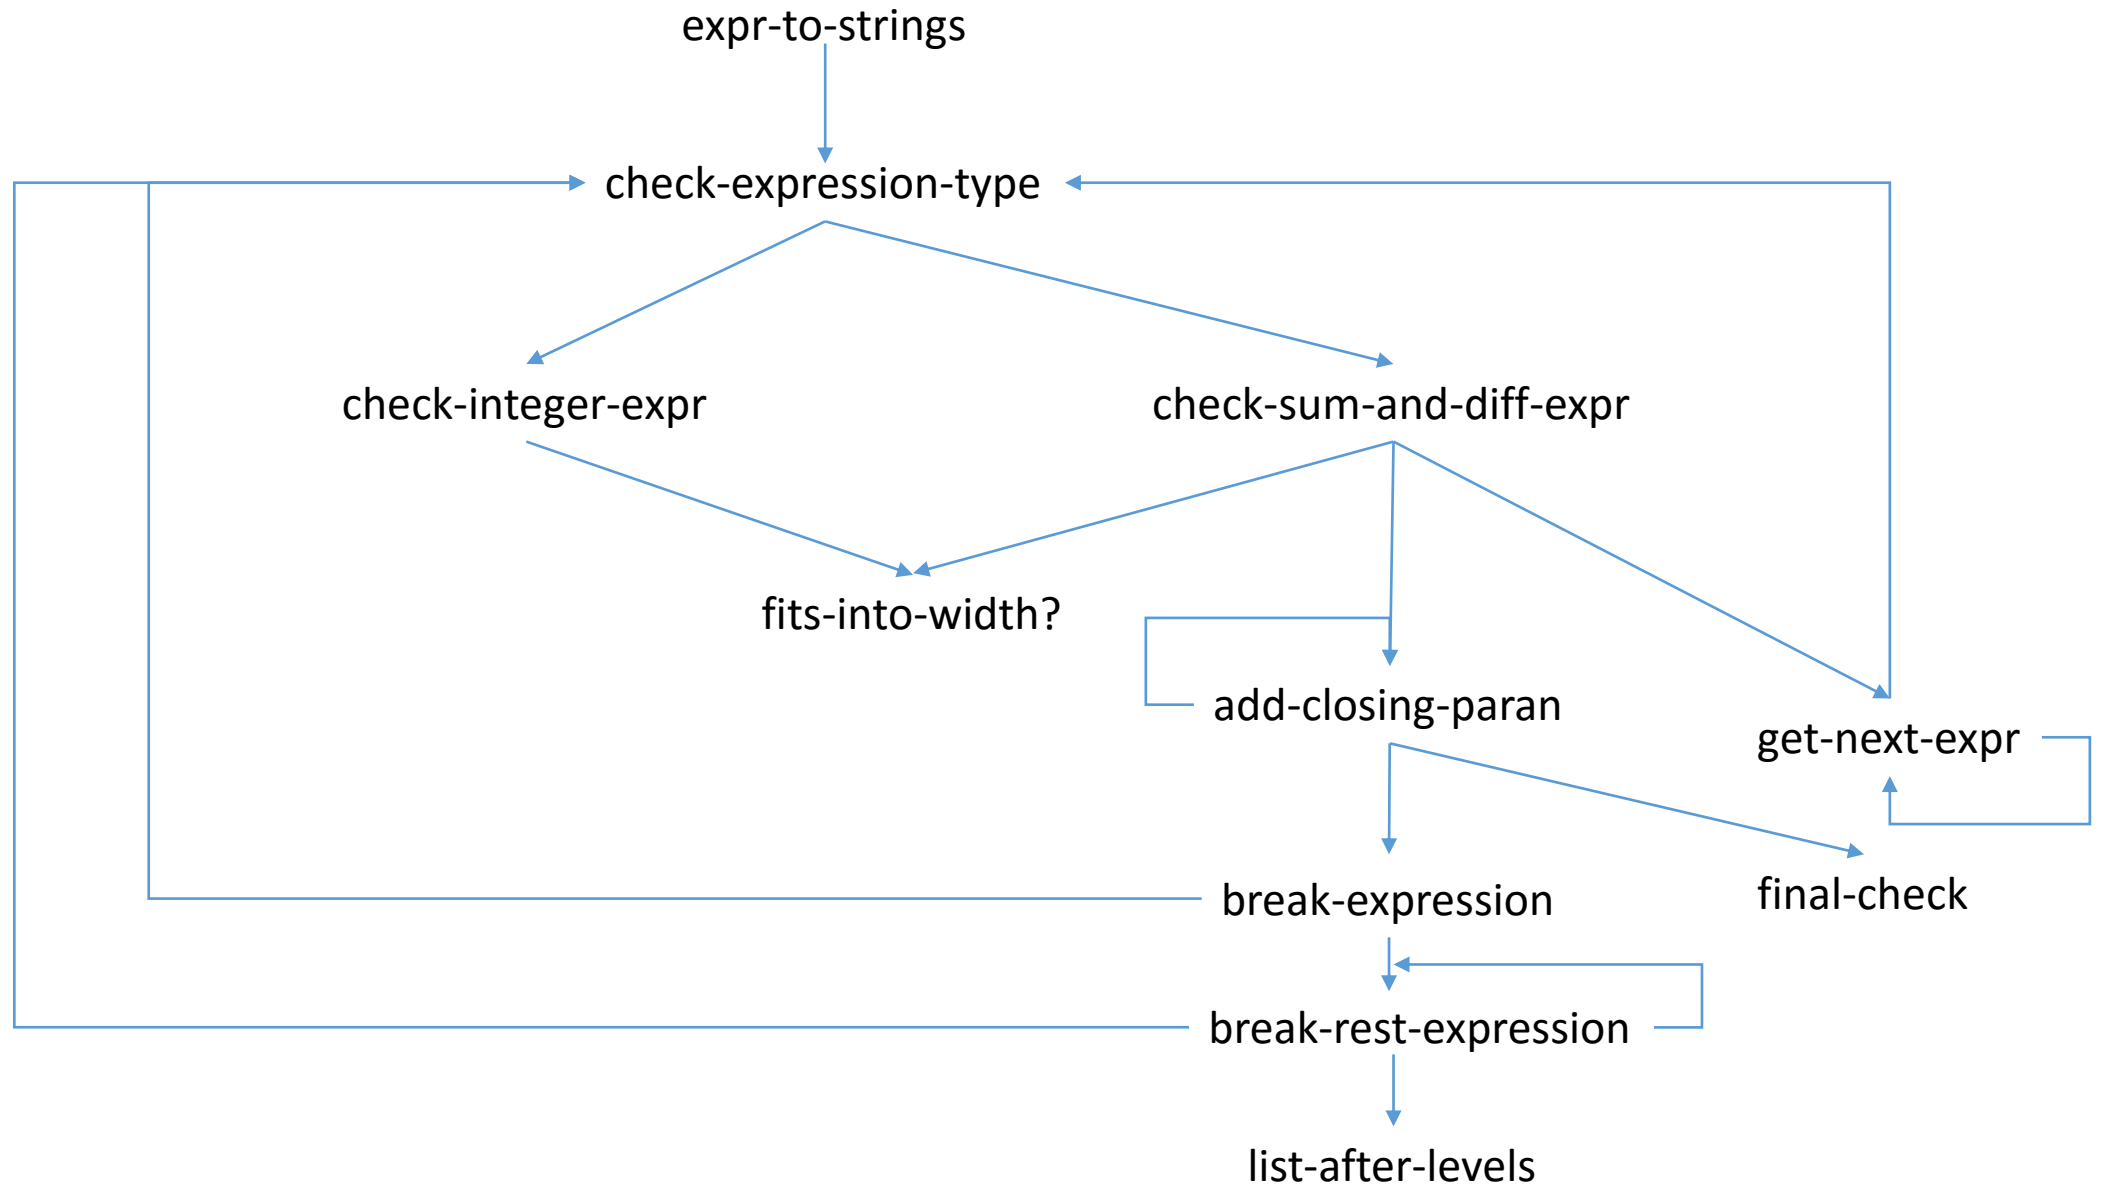 expr-to-strings
check-expression-type
check-integer-expr
check-sum-and-diff-expr
fits-into-width?
add-closing-paran
get-next-expr
break-expression
final-check
break-rest-expression
list-after-levels